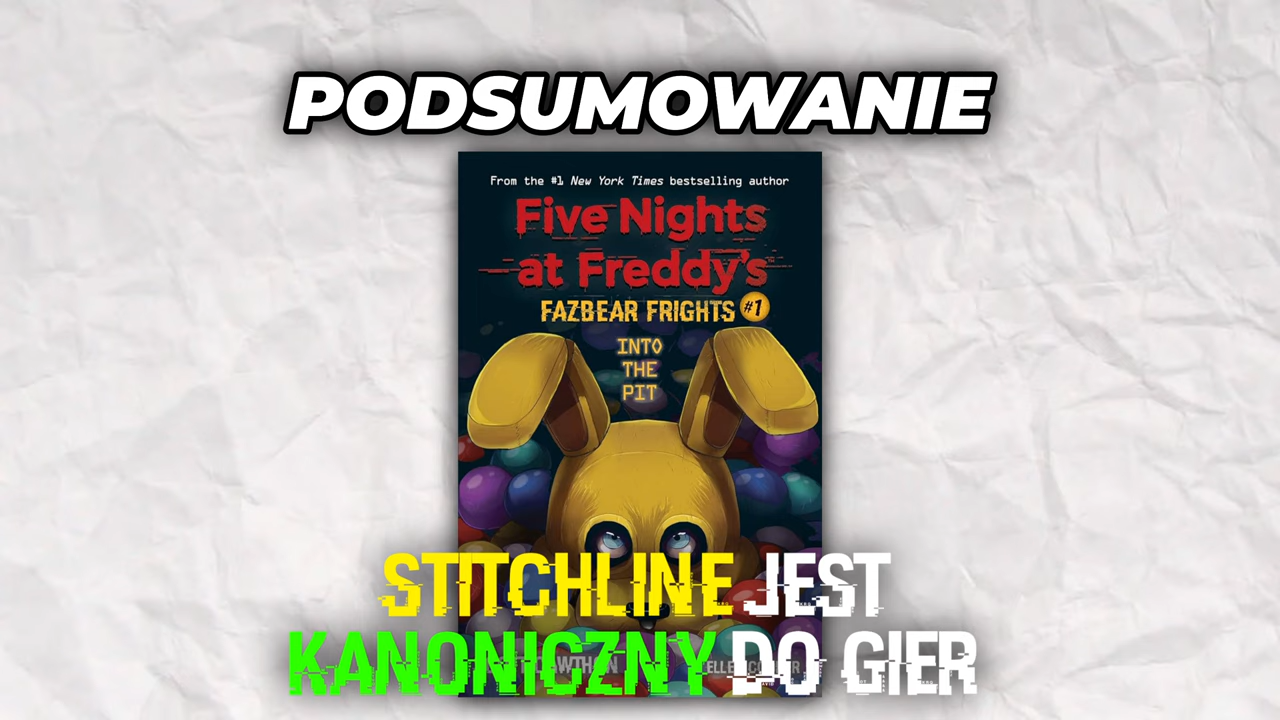 PODSUMOWANIE
From the #1 New York Times bestselling author
Five Nights
at Freddy's
FAZBEAR FRIGHTS #1
INTO
THE
PIT
STITCHLINE JEST
KANONICZNY DO GIER